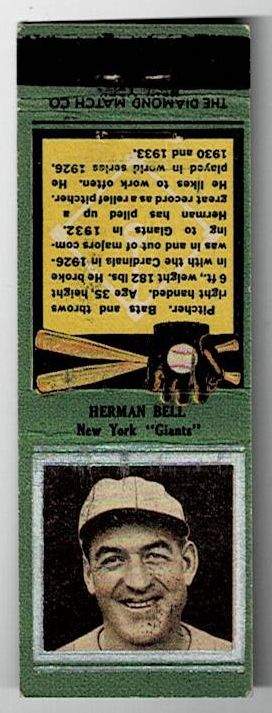 HERMAN BELL
New York "Giants"
Pitcher. Bats and throws
right handed. Age 35, height
6 ft., weight 182 lbs. He broke
in with the Cardinals in 1926-
was in and out of majors com-
ing to Giants in 1932.
Herman has piled up a
great record as a relief pitcher.
He likes to work often. He
played in world series 1926,
1930 and 1933.
THE DIAMOND MATCH CO